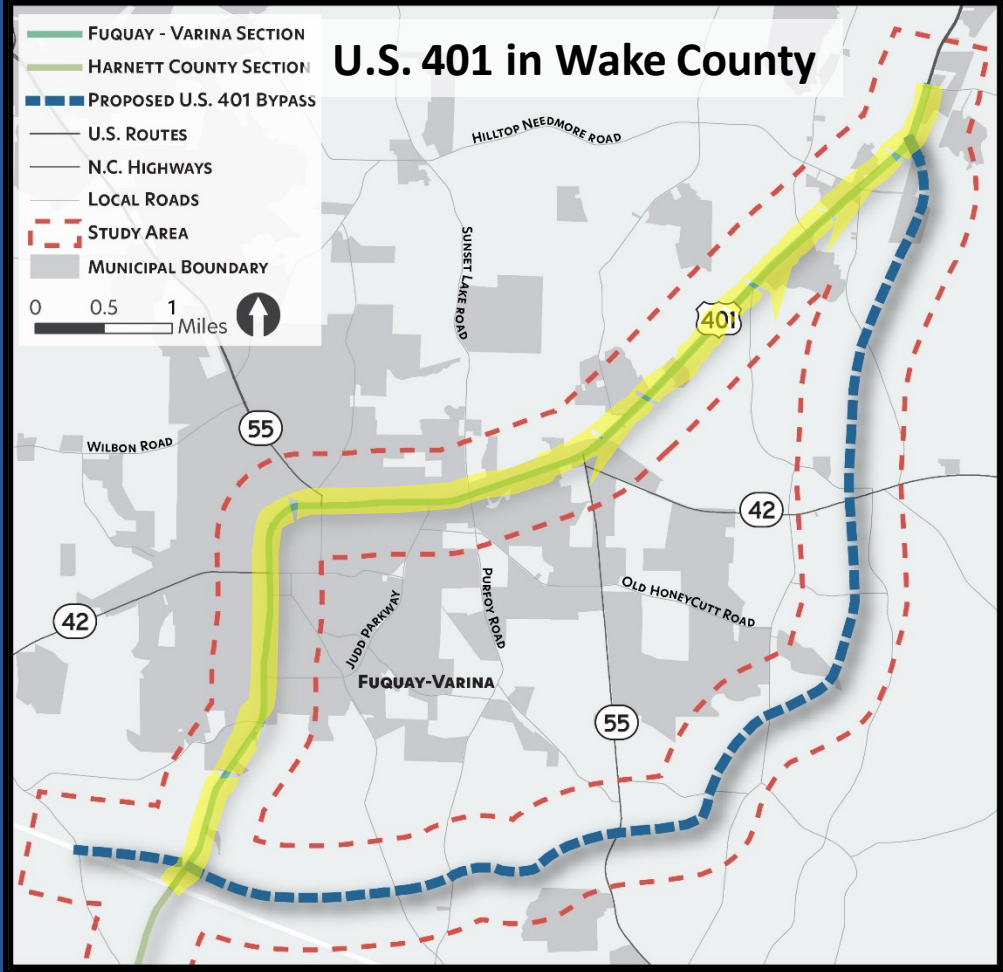 U.S. 401 in Wake County
FUQUAY - VARINA SECTION
HARNETT COUNTY SECTION
PROPOSED U.S. 401 BYPASS
U.S. ROUTES
N.C. HIGHWAYS
LOCAL ROADS
STUDY AREA
MUNICIPAL BOUNDARY
0 0.5 1
Miles
HILLTOP NEEDMORE ROAD
SUNSET LAKE ROAD
401
55
WILBON ROAD
42
OLD HONEYCUTT ROAD
PURFOY ROAD
JUDD PARKWAY
42
FUQUAY-VARINA
55